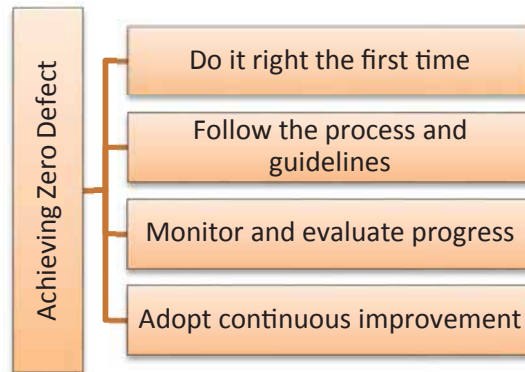 Achieving Zero Defect
Do it right the first time
Follow the process and
guidelines
Monitor and evaluate progress
Adopt continuous improvement